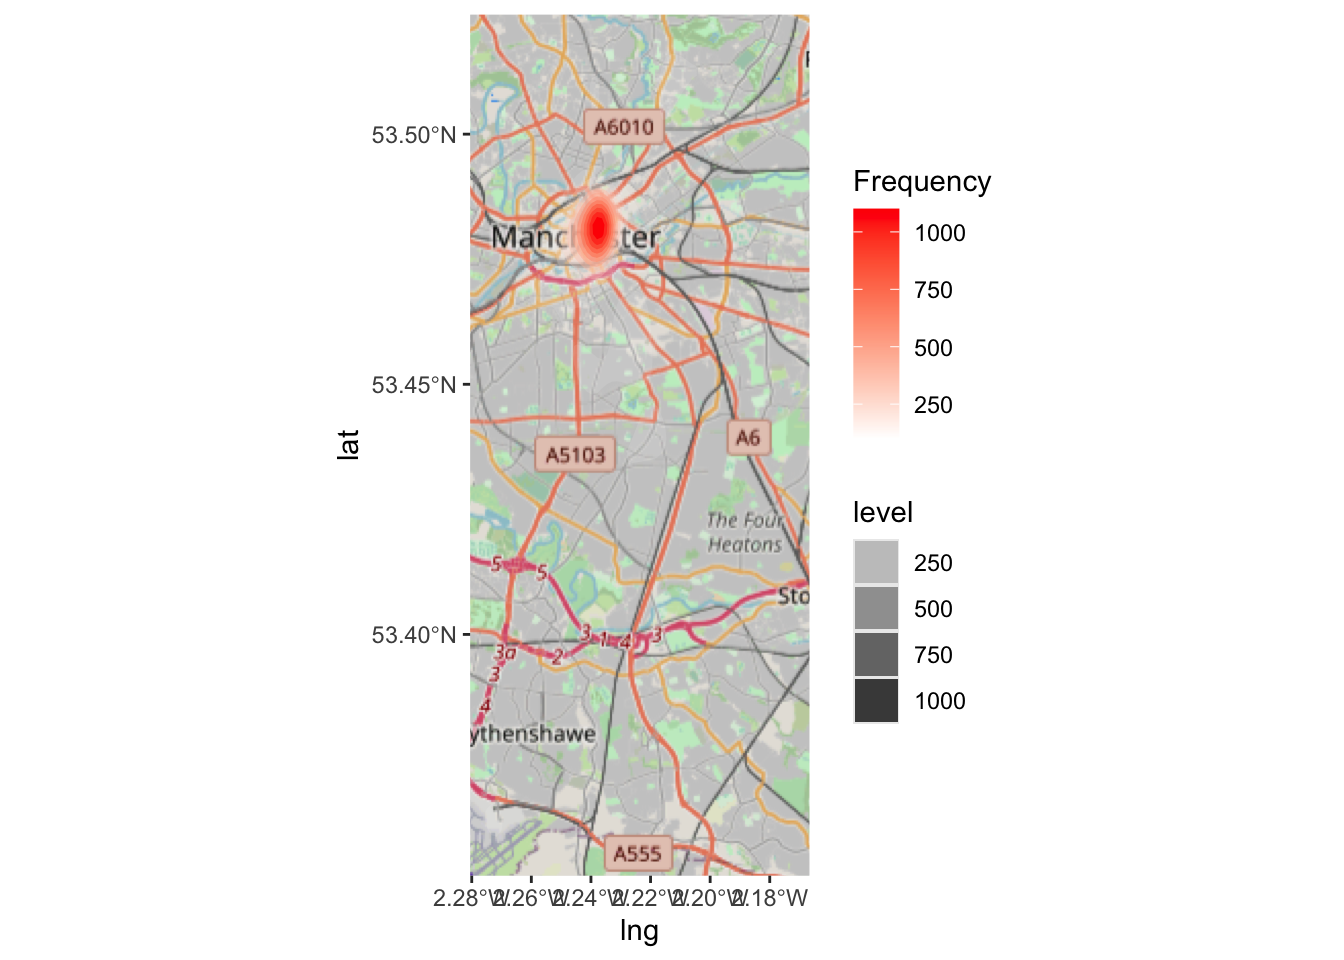 53.50°N
53.45°N
53.40°N
lat
A6010
Manc ster
A5103
A6
The Four
Heatons
5
5
3
1
4
3
Sto
3a
2
3
4
ythenshawe
A555
2.28°W
2.26°W
2.24°W
2.22°W
2.20°W
2.18°W
lng
Frequency
1000
750
500
250
level
250
500
750
1000